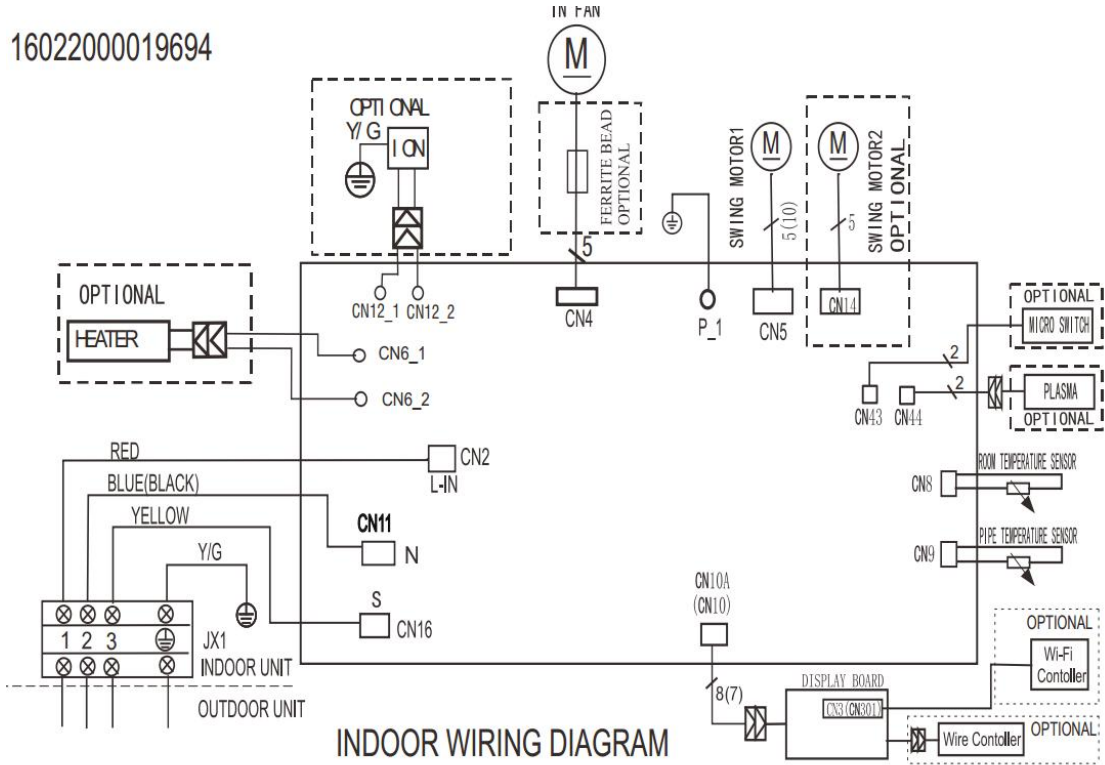 IN FAN
16022000019694
M
OPTIONAL
Y/G
ION
FERRITE BEAD
OPTIONAL
5
SWING MOTOR1
M
5(10)
M
5
SWING MOTOR2
OPTIONAL
OPTIONAL
HEATER
CN12_1
CN12_2
CN4
P_1
CN5
CN14
OPTIONAL
MICRO SWITCH
CN6_1
CN6_2
2
2
CN43
CN44
PLASMA
OPTIONAL
RED
CN2
L-IN
BLUE(BLACK)
YELLOW
Y/G
CN11
N
S
CN16
ROOM TEMPERATURE SENSOR
CN8
PIPE TEMPERATURE SENSOR
CN9
CN10A
(CN10)
1 2 3
JX1
INDOOR UNIT
OUTDOOR UNIT
8(7)
DISPLAY BOARD
CN3(CN301)
OPTIONAL
Wi-Fi
Contoller
Wire Contoller
OPTIONAL
INDOOR WIRING DIAGRAM